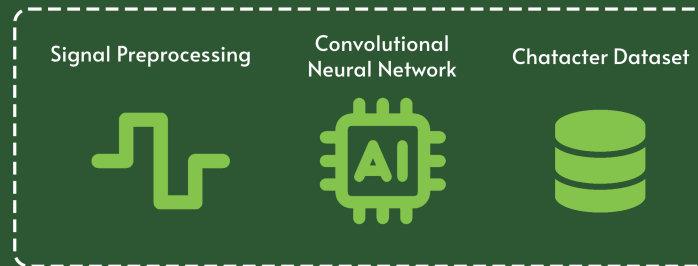 Signal Preprocessing
Convolutional
Neural Network
Chatacter Dataset
AI